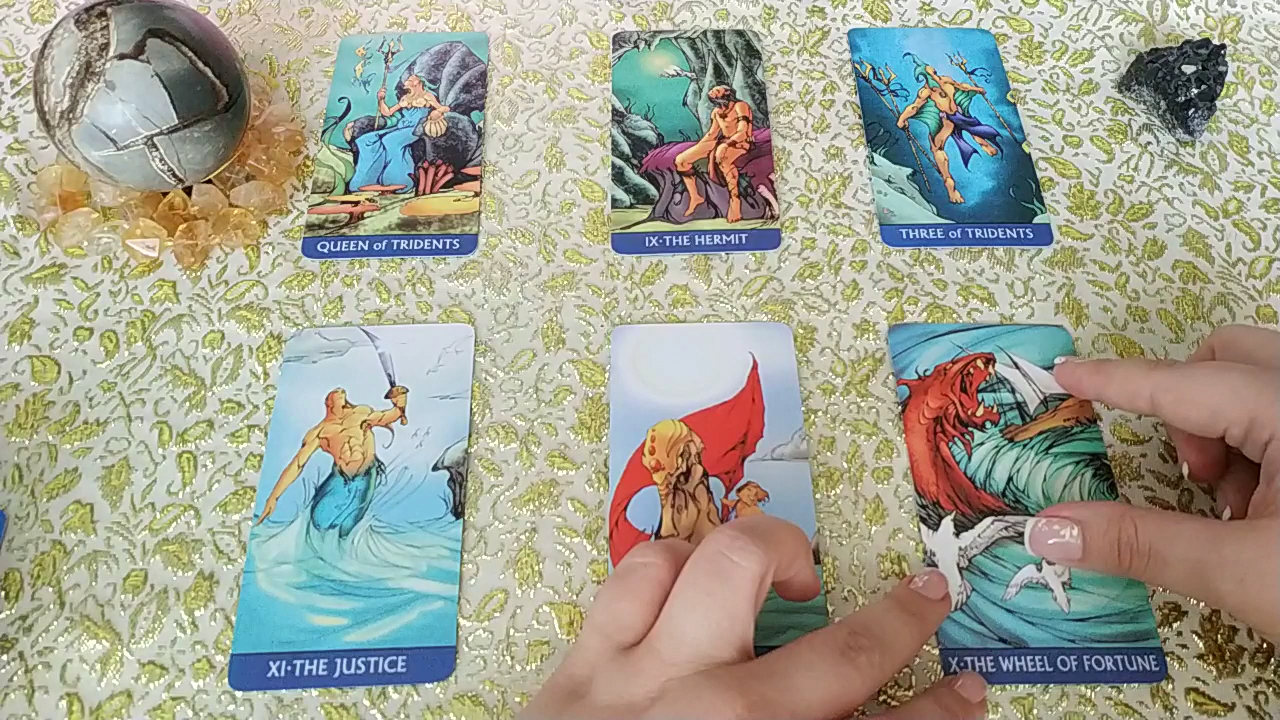 QUEEN of TRIDENTS
IX·THE HERMIT
THREE of TRIDENTS
XI·THE JUSTICE
X·THE WHEEL OF FORTUNE